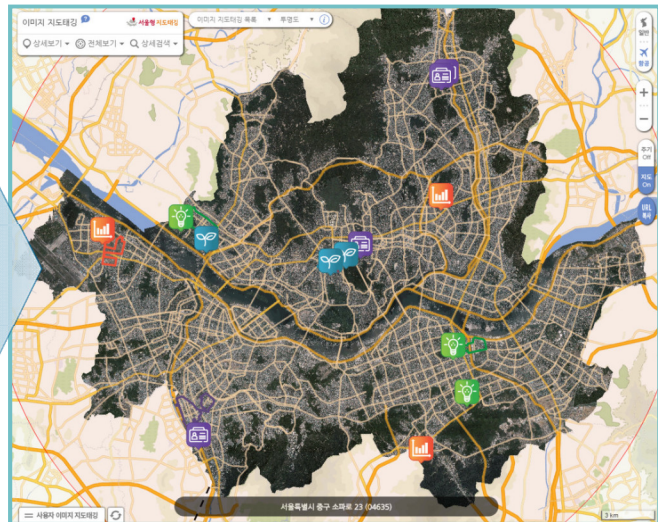 이미지 지도태깅 ?
서울형 지도태깅
이미지 지도태깅 목록 투명도 i
상세보기 전체보기 상세검색
일반
항공
주기
Off
지도
On
URL
복사
사용자 이미지 지도태깅
서울특별시 중구 소파로 23 (04635)
3 km